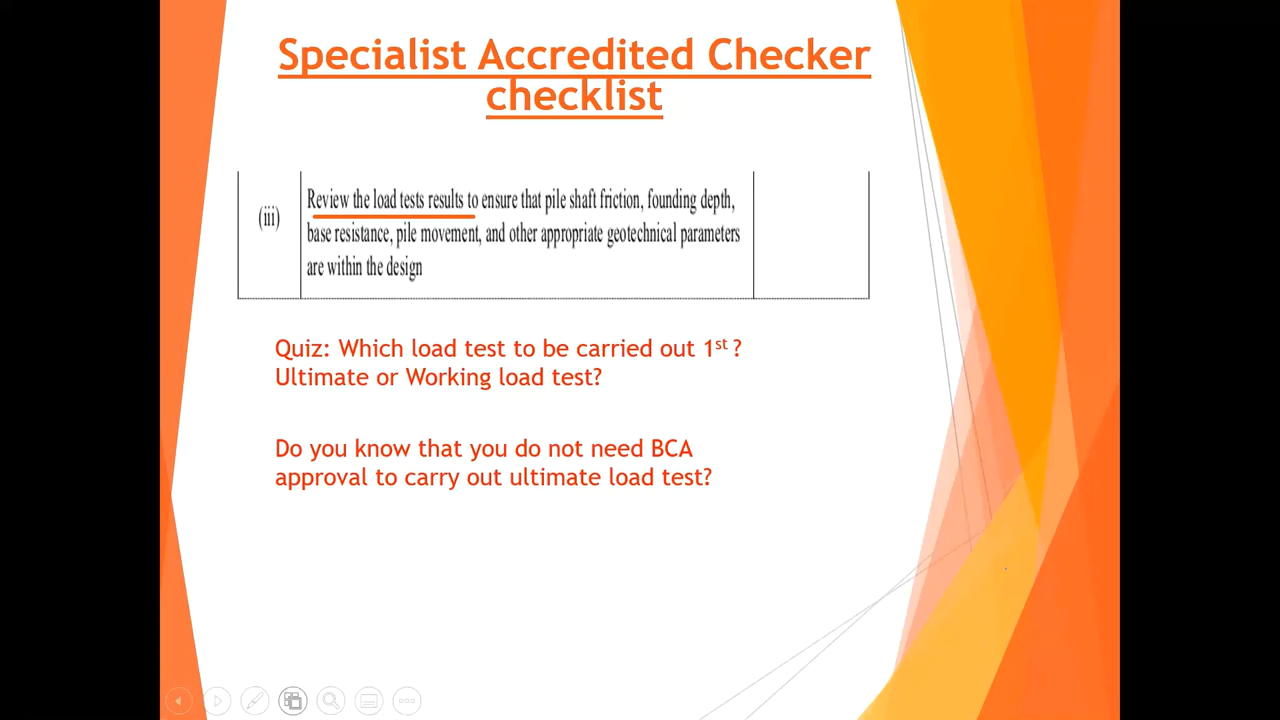 Specialist Accredited Checker
checklist
(iii)
Review the load tests results to ensure that pile shaft friction, founding depth,
base resistance, pile movement, and other appropriate geotechnical parameters
are within the design
Quiz: Which load test to be carried out 1st ?
Ultimate or Working load test?
Do you know that you do not need BCA
approval to carry out ultimate load test?